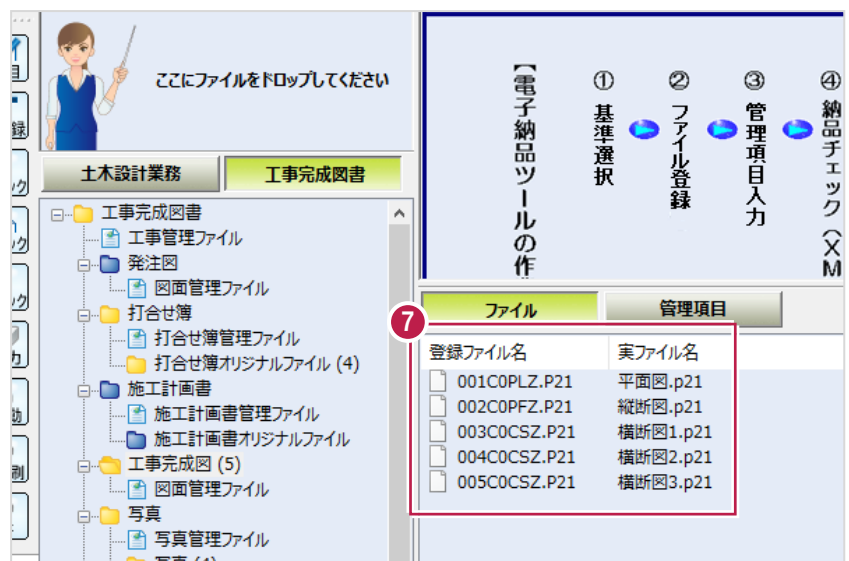 ここにファイルをドロップしてください
土木設計業務
工事完成図書
工事完成図書
工事管理ファイル
発注図
図面管理ファイル
打合せ簿
打合せ簿管理ファイル
打合せ簿オリジナルファイル (4)
施工計画書
施工計画書管理ファイル
施工計画書オリジナルファイル
工事完成図 (5)
図面管理ファイル
写真
写真管理ファイル
【電子納品ツールの作
① 基準選択
② ファイル登録
③ 管理項目入力
④ 納品チェック（XM
ファイル
管理項目
7
登録ファイル名 実ファイル名
001C0PLZ.P21 平面図.p21
002C0PFZ.P21 縦断図.p21
003C0CSZ.P21 横断図1.p21
004C0CSZ.P21 横断図2.p21
005C0CSZ.P21 横断図3.p21